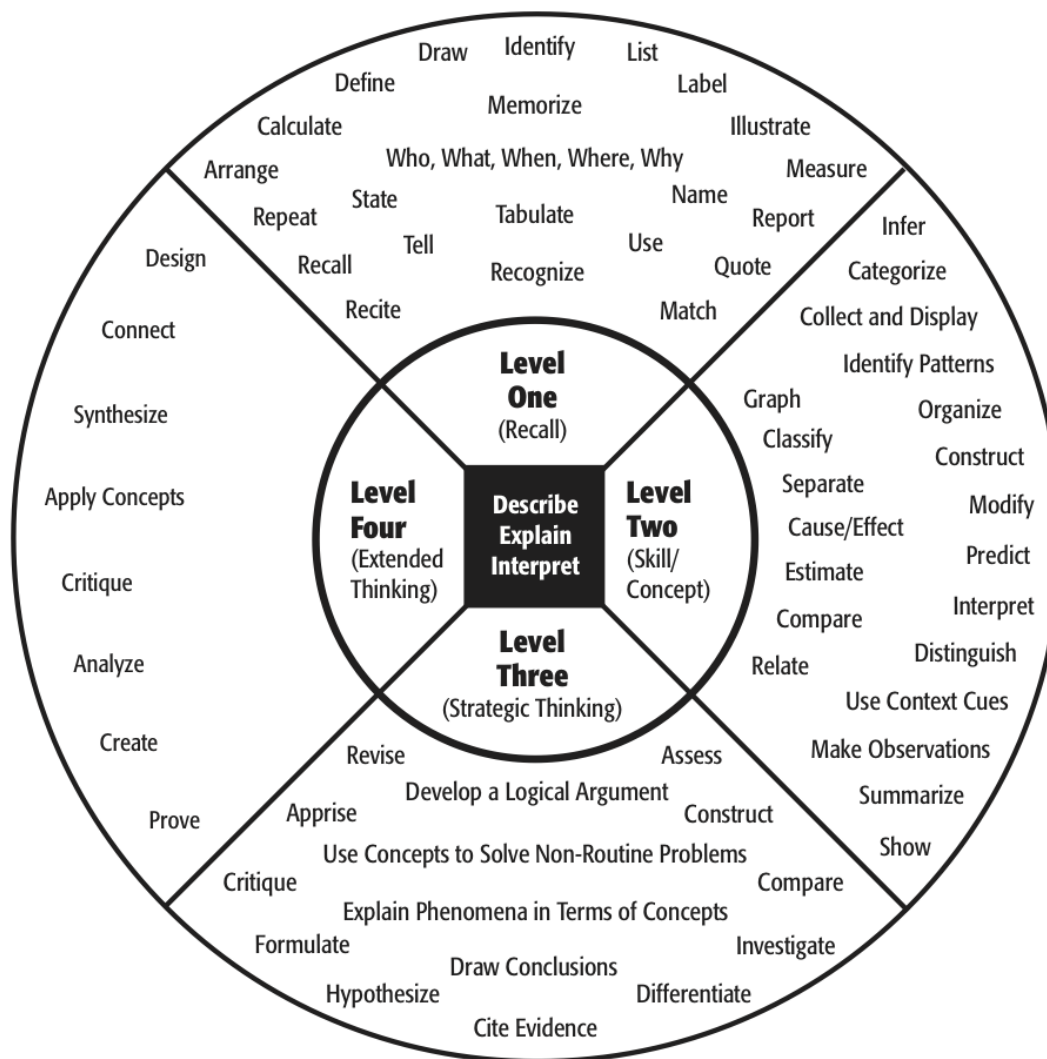 Draw
Identify
List
Define
Label
Memorize
Calculate
Illustrate
Who, What, When, Where, Why
Arrange
Measure
State
Name
Repeat
Tabulate
Report
Tell
Use
Recall
Recognize
Quote
Recite
Match
Infer
Categorize
Collect and Display
Identify Patterns
Graph
Organize
Classify
Construct
Separate
Modify
Cause/Effect
Predict
Estimate
Interpret
Compare
Distinguish
Relate
Use Context Cues
Make Observations
Summarize
Show
Design
Connect
Synthesize
Apply Concepts
Critique
Analyze
Create
Prove
Level
One
(Recall)
Level
Four
(Extended
Thinking)
Describe
Explain
Interpret
Level
Two
(Skill/
Concept)
Level
Three
(Strategic Thinking)
Revise
Assess
Develop a Logical Argument
Apprise
Construct
Use Concepts to Solve Non-Routine Problems
Critique
Compare
Explain Phenomena in Terms of Concepts
Formulate
Investigate
Draw Conclusions
Hypothesize
Differentiate
Cite Evidence